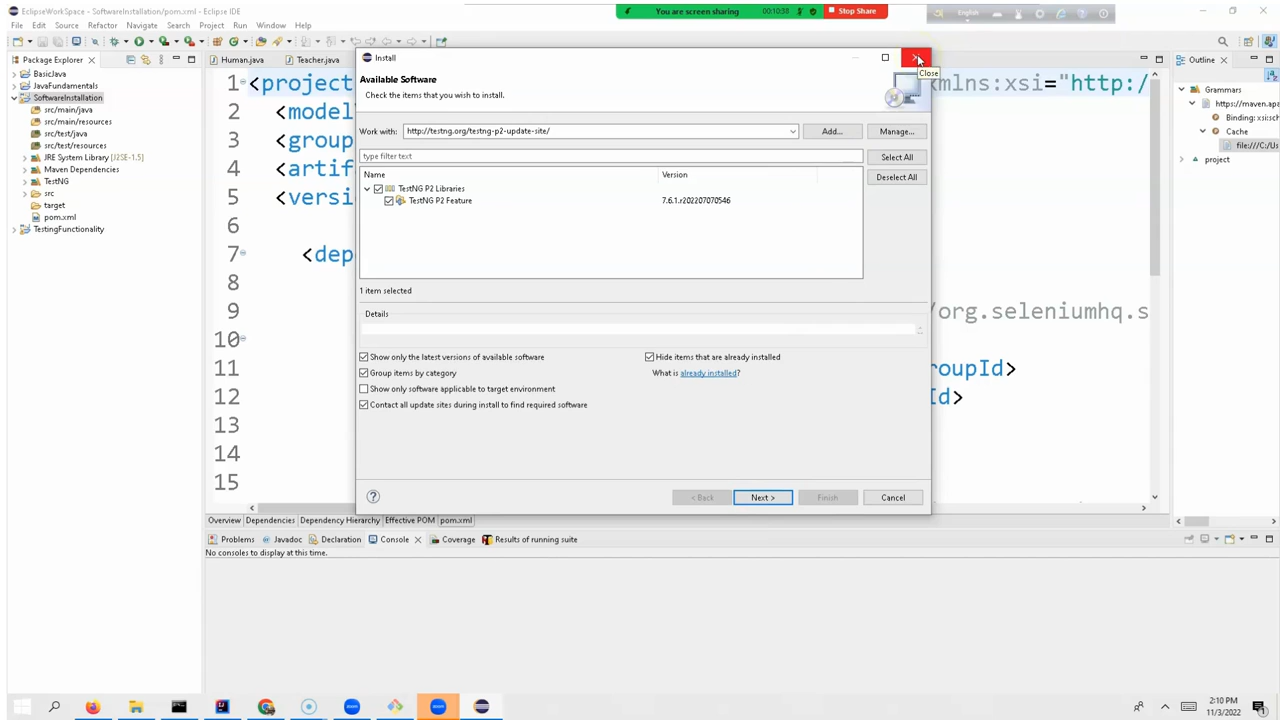 EclipseWorkSpace - SoftwareInstallation/pom.xml - Eclipse IDE
You are screen sharing
00:10:38
Stop Share
English
File Edit Source Refactor Navigate Search Project Run Window Help
Package Explorer
Human.java
Teacher.java
Outline
BasicJava
JavaFundamentals
SoftwareInstallation
src/main/java
src/main/resources
src/test/java
src/test/resources
JRE System Library [J2SE-1.5]
Maven Dependencies
TestNG
src
target
pom.xml
TestingFunctionality
1 <project
xmlns:xsi="http:/
2 <model
3 <group
4 <artif
5 <versi
6
7 <dep
8
9 /org.seleniumhq.s
10
11 oupId>
12 Id>
13
14
15
Install
Close
Available Software
Check the items that you wish to install.
Work with: http://testng.org/testng-p2-update-site/
Add...
Manage...
type filter text
Select All
Deselect All
Name Version
TestNG P2 Libraries
TestNG P2 Feature 7.6.1.r202207070546
1 item selected
Details
Show only the latest versions of available software
Hide items that are already installed
Group items by category
What is already installed?
Show only software applicable to target environment
Contact all update sites during install to find required software
< Back
Next >
Finish
Cancel
Grammars
https://maven.apa
Binding: xsi:sch
Cache
file:///C:/Us
project
Overview Dependencies Dependency Hierarchy Effective POM pom.xml
Problems Javadoc Declaration Console Coverage Results of running suite
No consoles to display at this time.
2:10 PM
11/3/2022